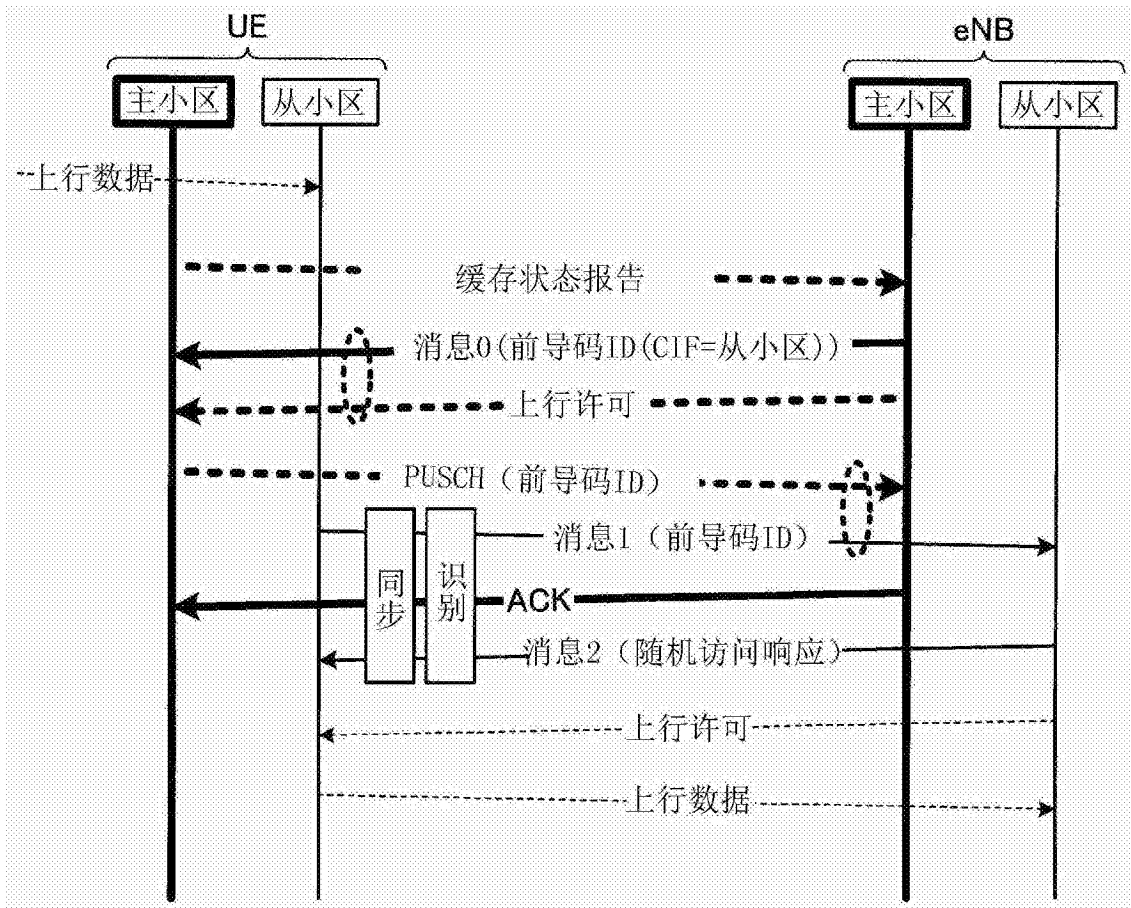 UE
eNB
主小区
从小区
主小区
从小区
上行数据
缓存状态报告
消息0(前导码ID(CIF=从小区))
上行许可
PUSCH（前导码ID）
消息1（前导码ID）
同步
识别
ACK
消息2（随机访问响应）
上行许可
上行数据